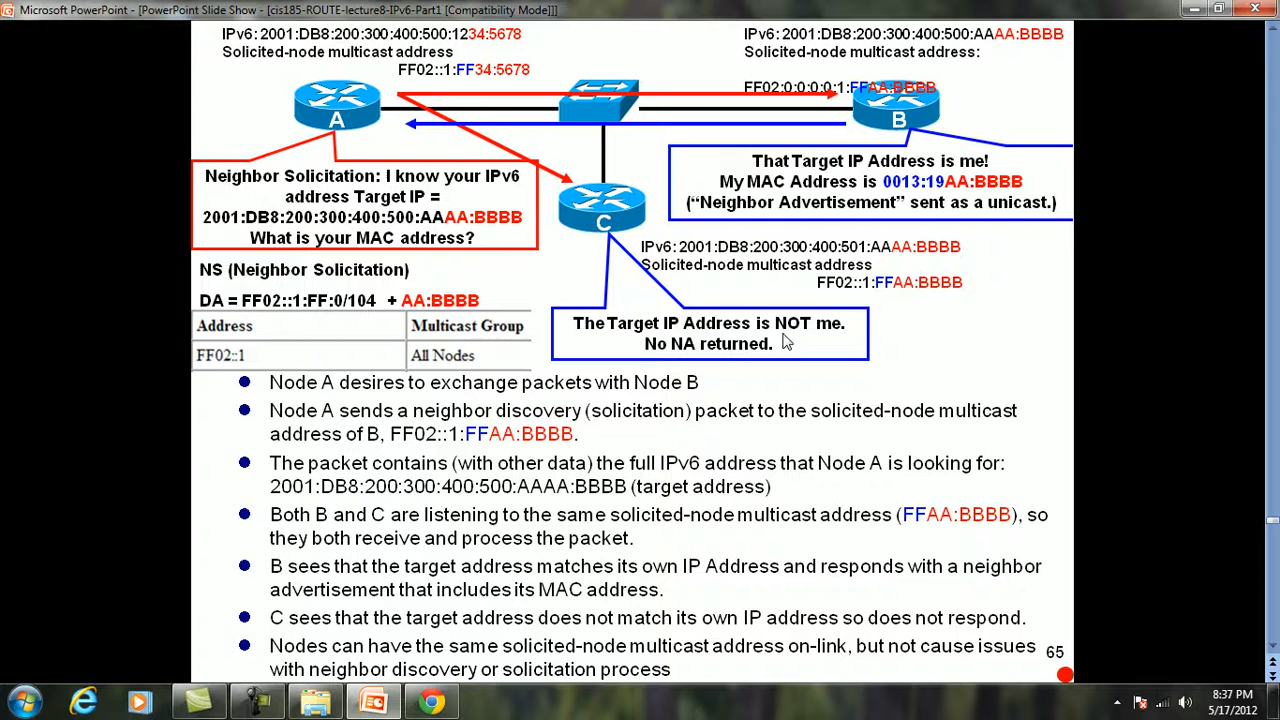 Microsoft PowerPoint - [PowerPoint Slide Show - [cis185-ROUTE-lecture8-IPv6-Part1 [Compatibility Mode]]]
IPv6: 2001:DB8:200:300:400:500:1234:5678
Solicited-node multicast address
FF02::1:FF34:5678
IPv6: 2001:DB8:200:300:400:500:AAAA:BBBB
Solicited-node multicast address:
FF02:0:0:0:0:1:FFAA:BBBB
A
B
Neighbor Solicitation: I know your IPv6
address Target IP =
2001:DB8:200:300:400:500:AAAA:BBBB
What is your MAC address?
That Target IP Address is me!
My MAC Address is 0013:19AA:BBBB
(“Neighbor Advertisement” sent as a unicast.)
C
IPv6: 2001:DB8:200:300:400:501:AAAA:BBBB
Solicited-node multicast address
FF02::1:FFAA:BBBB
NS (Neighbor Solicitation)
DA = FF02::1:FF:0/104 + AA:BBBB
Address Multicast Group
FF02::1 All Nodes
The Target IP Address is NOT me.
No NA returned.
Node A desires to exchange packets with Node B
Node A sends a neighbor discovery (solicitation) packet to the solicited-node multicast
address of B, FF02::1:FFAA:BBBB.
The packet contains (with other data) the full IPv6 address that Node A is looking for:
2001:DB8:200:300:400:500:AAAA:BBBB (target address)
Both B and C are listening to the same solicited-node multicast address (FFAA:BBBB), so
they both receive and process the packet.
B sees that the target address matches its own IP Address and responds with a neighbor
advertisement that includes its MAC address.
C sees that the target address does not match its own IP address so does not respond.
Nodes can have the same solicited-node multicast address on-link, but not cause issues
with neighbor discovery or solicitation process
65
8:37 PM
5/17/2012